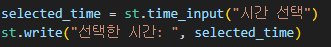 selected_time = st.time_input("시간 선택")
st.write("선택한 시간: ", selected_time)